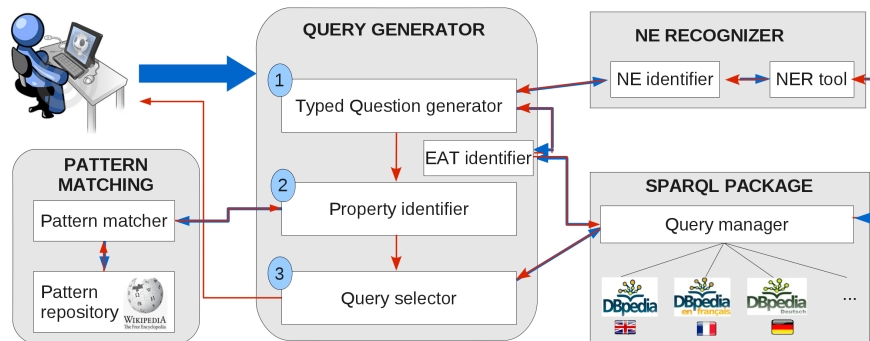 QUERY GENERATOR
1
Typed Question generator
EAT identifier
2
Property identifier
3
Query selector
PATTERN
MATCHING
Pattern matcher
Pattern
repository
WIKIPEDIA
The Free Encyclopedia
NE RECOGNIZER
NE identifier
NER tool
SPARQL PACKAGE
Query manager
DBpedia
DBpedia
en français
DBpedia
Deutsch
...